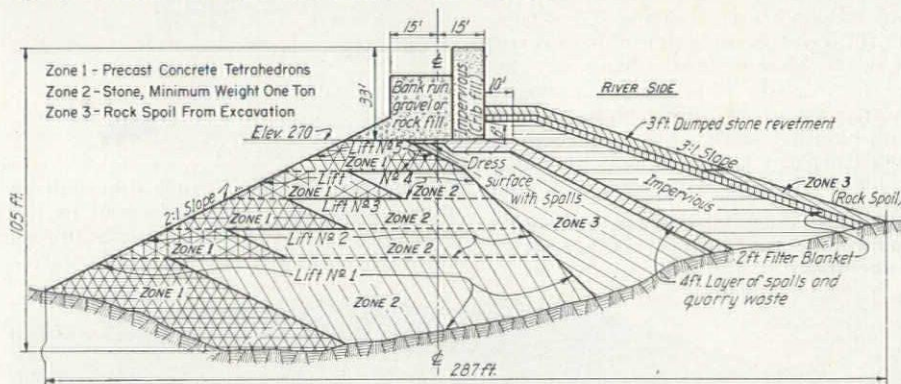 15'
15'
℄
Zone 1 - Precast Concrete Tetrahedrons
Zone 2 - Stone, Minimum Weight One Ton
Zone 3 - Rock Spoil From Excavation
33'
Bank run
gravel or
rock fill
Impervious
fill)
10'
RIVER SIDE
3 ft. Dumped stone revetment
3:1 Slope
Elev. 270
Lift Nº 5
ZONE 1
Dress
surface
with spalls
Impervious
ZONE 3
(Rock Spoil)
Lift
Nº 4
ZONE 1
ZONE 2
Lift Nº 3
105 ft.
2:1 Slope
ZONE 1
ZONE 2
ZONE 3
Lift Nº 2
ZONE 1
ZONE 2
2 ft Filter Blanket
Lift Nº 1
4ft. Layer of spalls and
quarry waste
ZONE 1
ZONE 2
℄
287 ft.